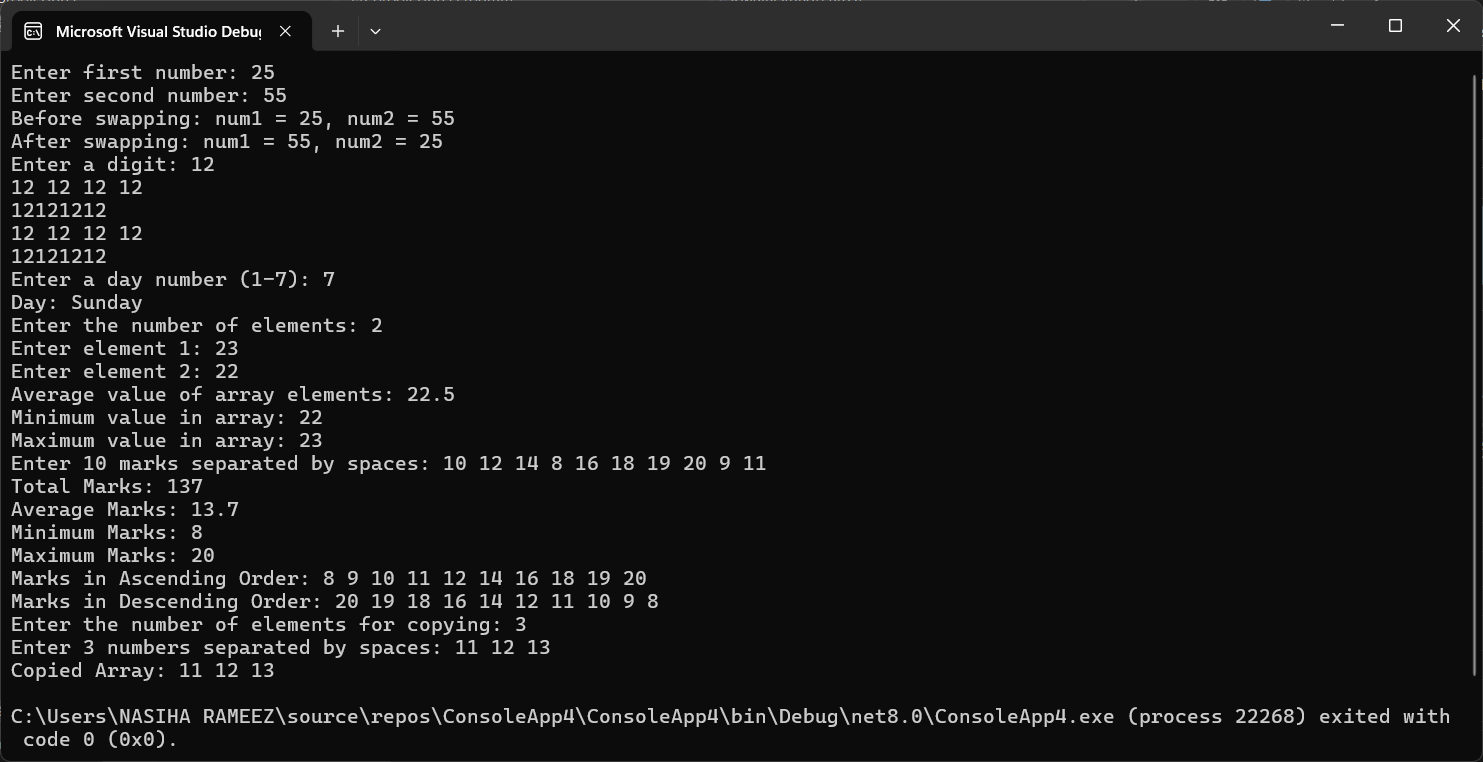 Microsoft Visual Studio Debug
Enter first number: 25
Enter second number: 55
Before swapping: num1 = 25, num2 = 55
After swapping: num1 = 55, num2 = 25
Enter a digit: 12
12 12 12 12
12121212
12 12 12 12
12121212
Enter a day number (1-7): 7
Day: Sunday
Enter the number of elements: 2
Enter element 1: 23
Enter element 2: 22
Average value of array elements: 22.5
Minimum value in array: 22
Maximum value in array: 23
Enter 10 marks separated by spaces: 10 12 14 8 16 18 19 20 9 11
Total Marks: 137
Average Marks: 13.7
Minimum Marks: 8
Maximum Marks: 20
Marks in Ascending Order: 8 9 10 11 12 14 16 18 19 20
Marks in Descending Order: 20 19 18 16 14 12 11 10 9 8
Enter the number of elements for copying: 3
Enter 3 numbers separated by spaces: 11 12 13
Copied Array: 11 12 13
C:\Users\NASIHA RAMEEZ\source\repos\ConsoleApp4\ConsoleApp4\bin\Debug\net8.0\ConsoleApp4.exe (process 22268) exited with
code 0 (0x0).